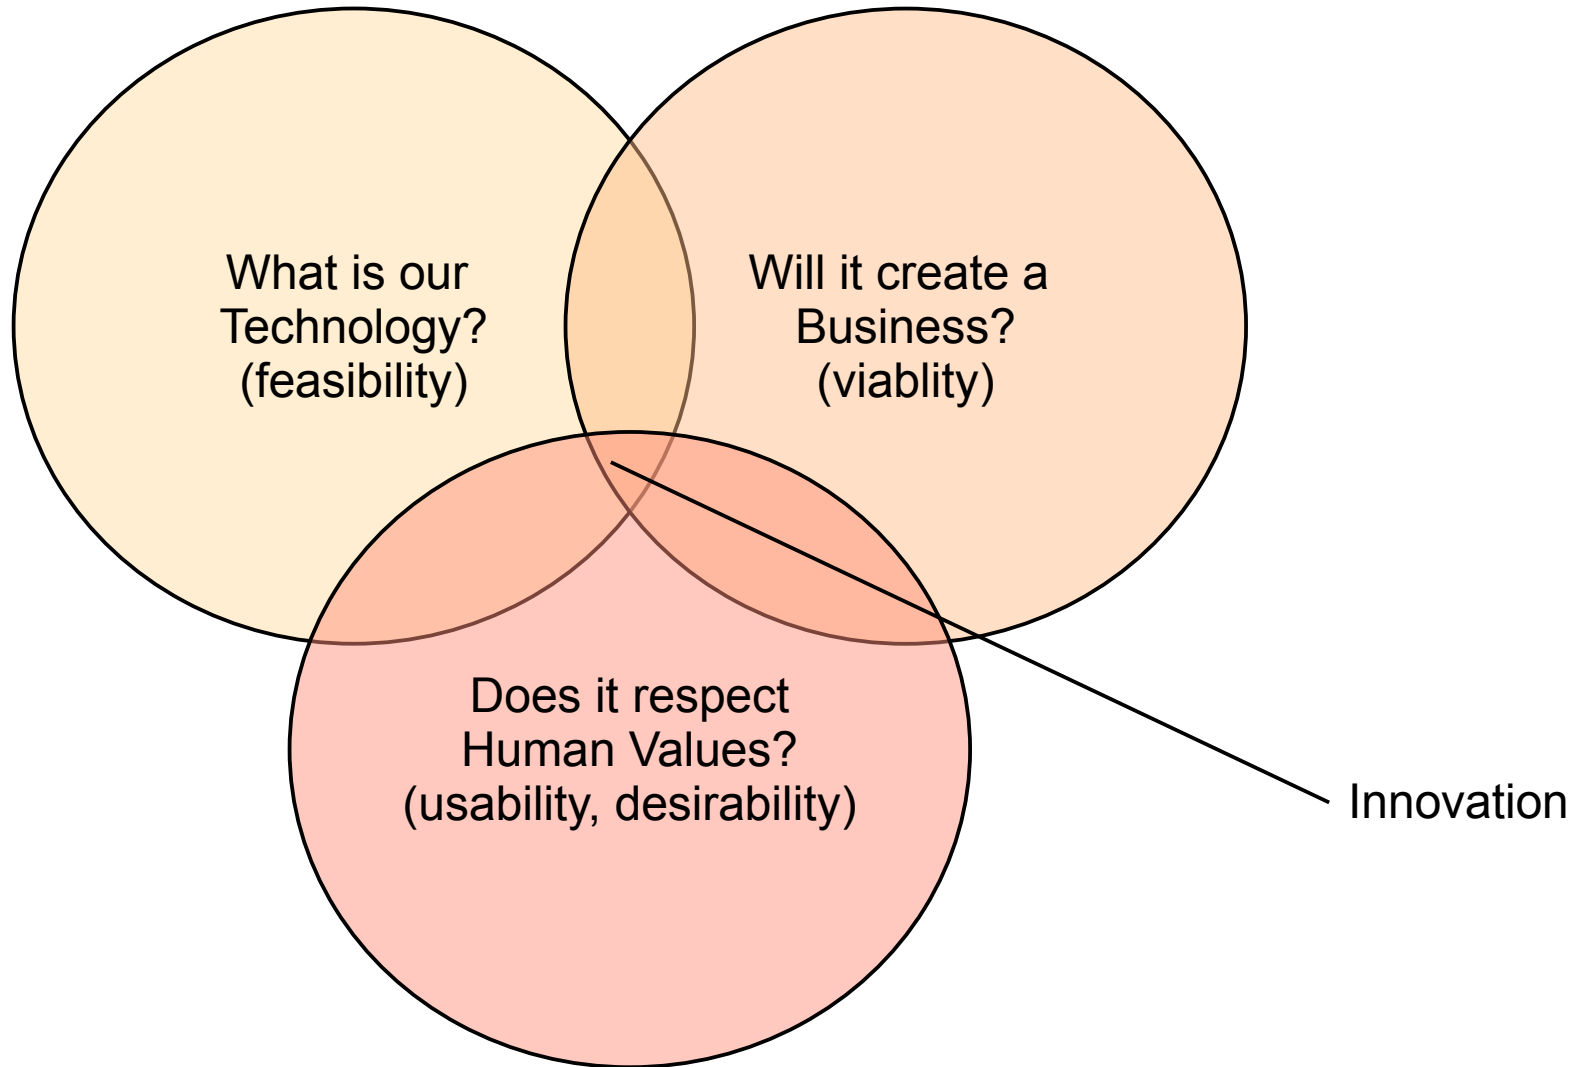 What is our
Technology?
(feasibility)
Will it create a
Business?
(viablity)
Does it respect
Human Values?
(usability, desirability)
Innovation